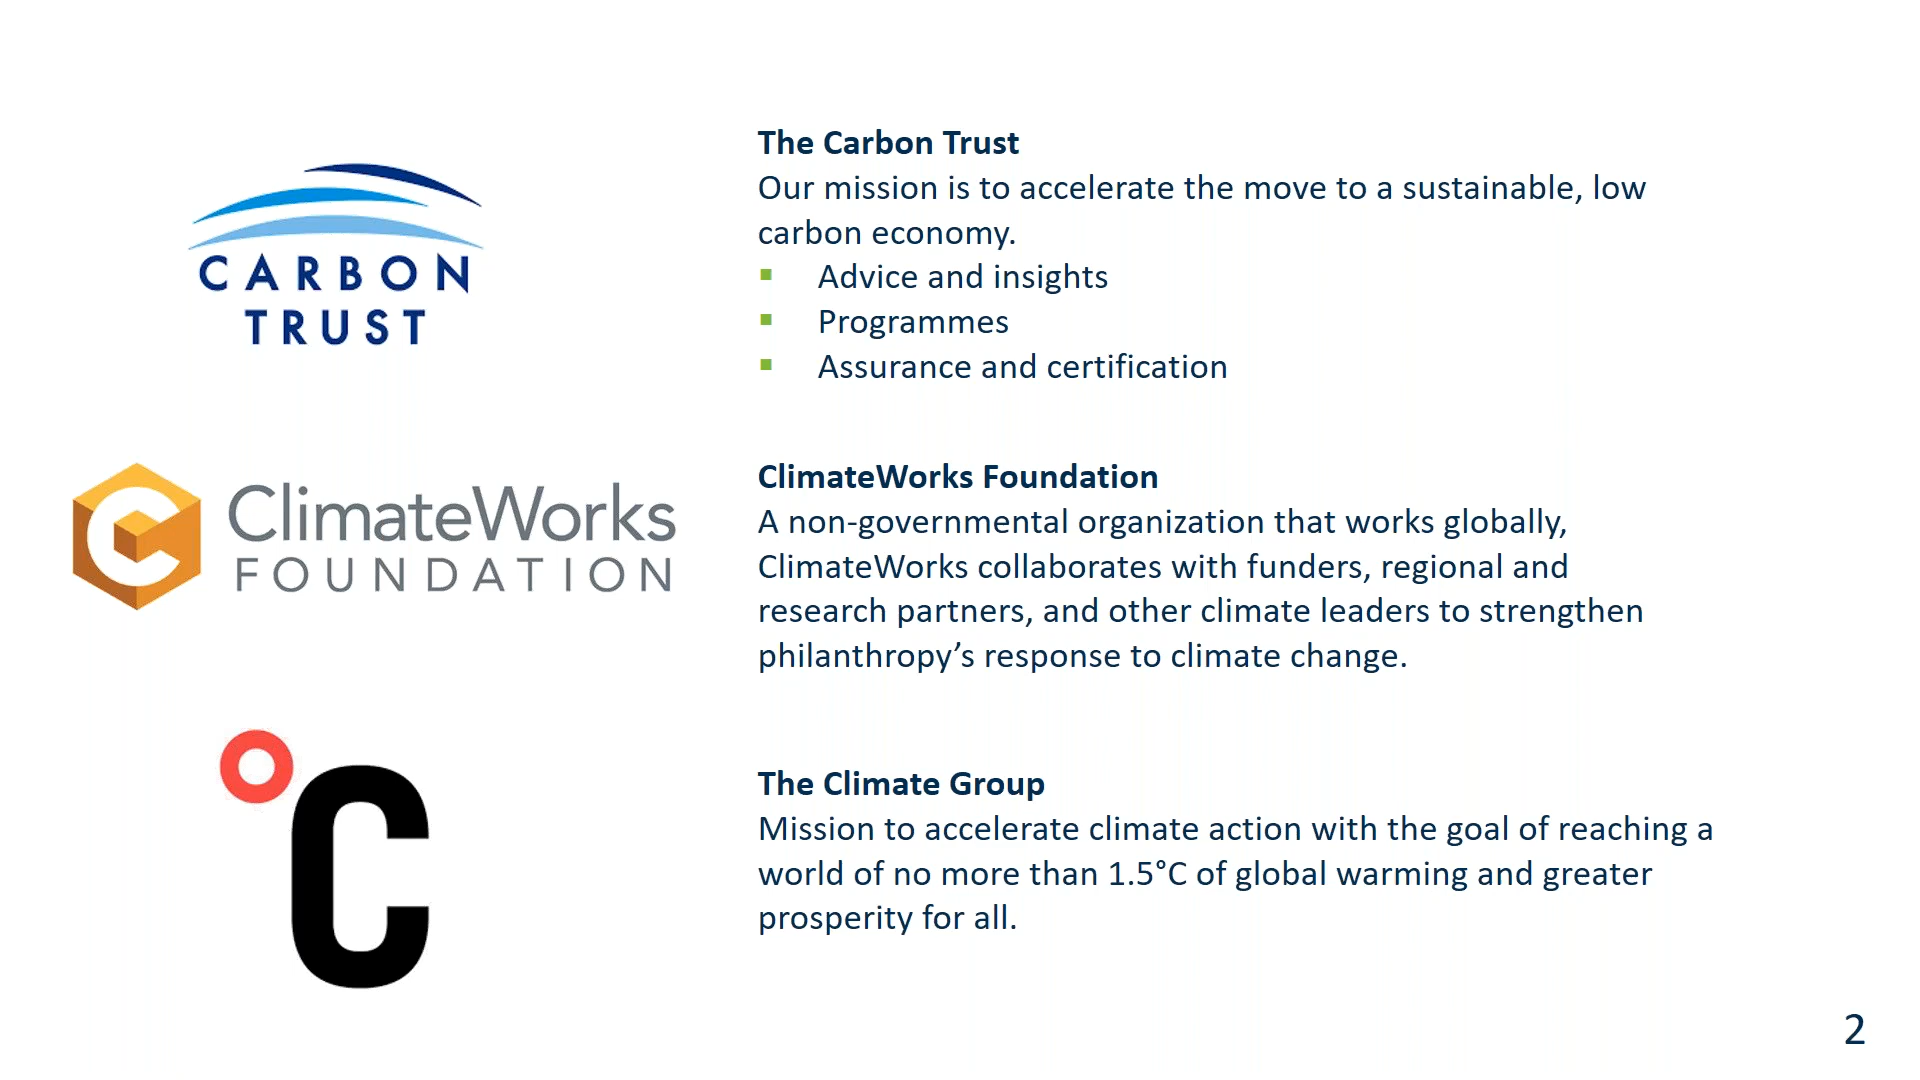 CARBON
TRUST
The Carbon Trust
Our mission is to accelerate the move to a sustainable, low
carbon economy.
▪ Advice and insights
▪ Programmes
▪ Assurance and certification
ClimateWorks
FOUNDATION
ClimateWorks Foundation
A non-governmental organization that works globally,
ClimateWorks collaborates with funders, regional and
research partners, and other climate leaders to strengthen
philanthropy’s response to climate change.
°C
The Climate Group
Mission to accelerate climate action with the goal of reaching a
world of no more than 1.5°C of global warming and greater
prosperity for all.
2